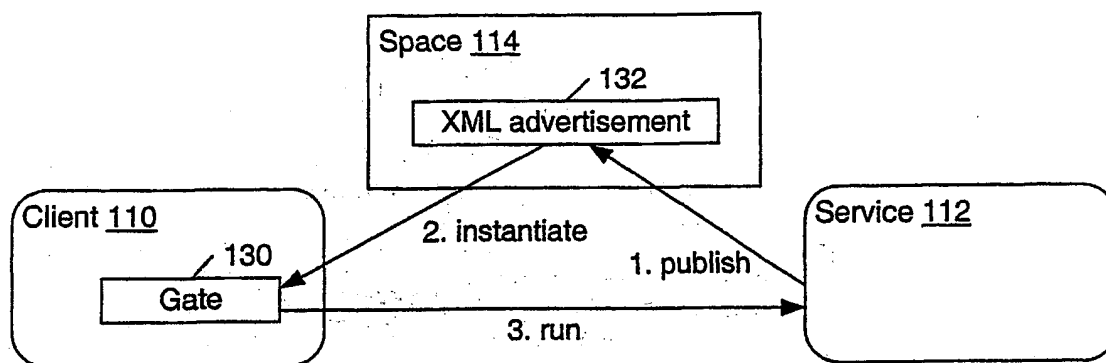 Space 114
132
XML advertisement
Client 110
2. instantiate
Service 112
130
1. publish
Gate
3. run